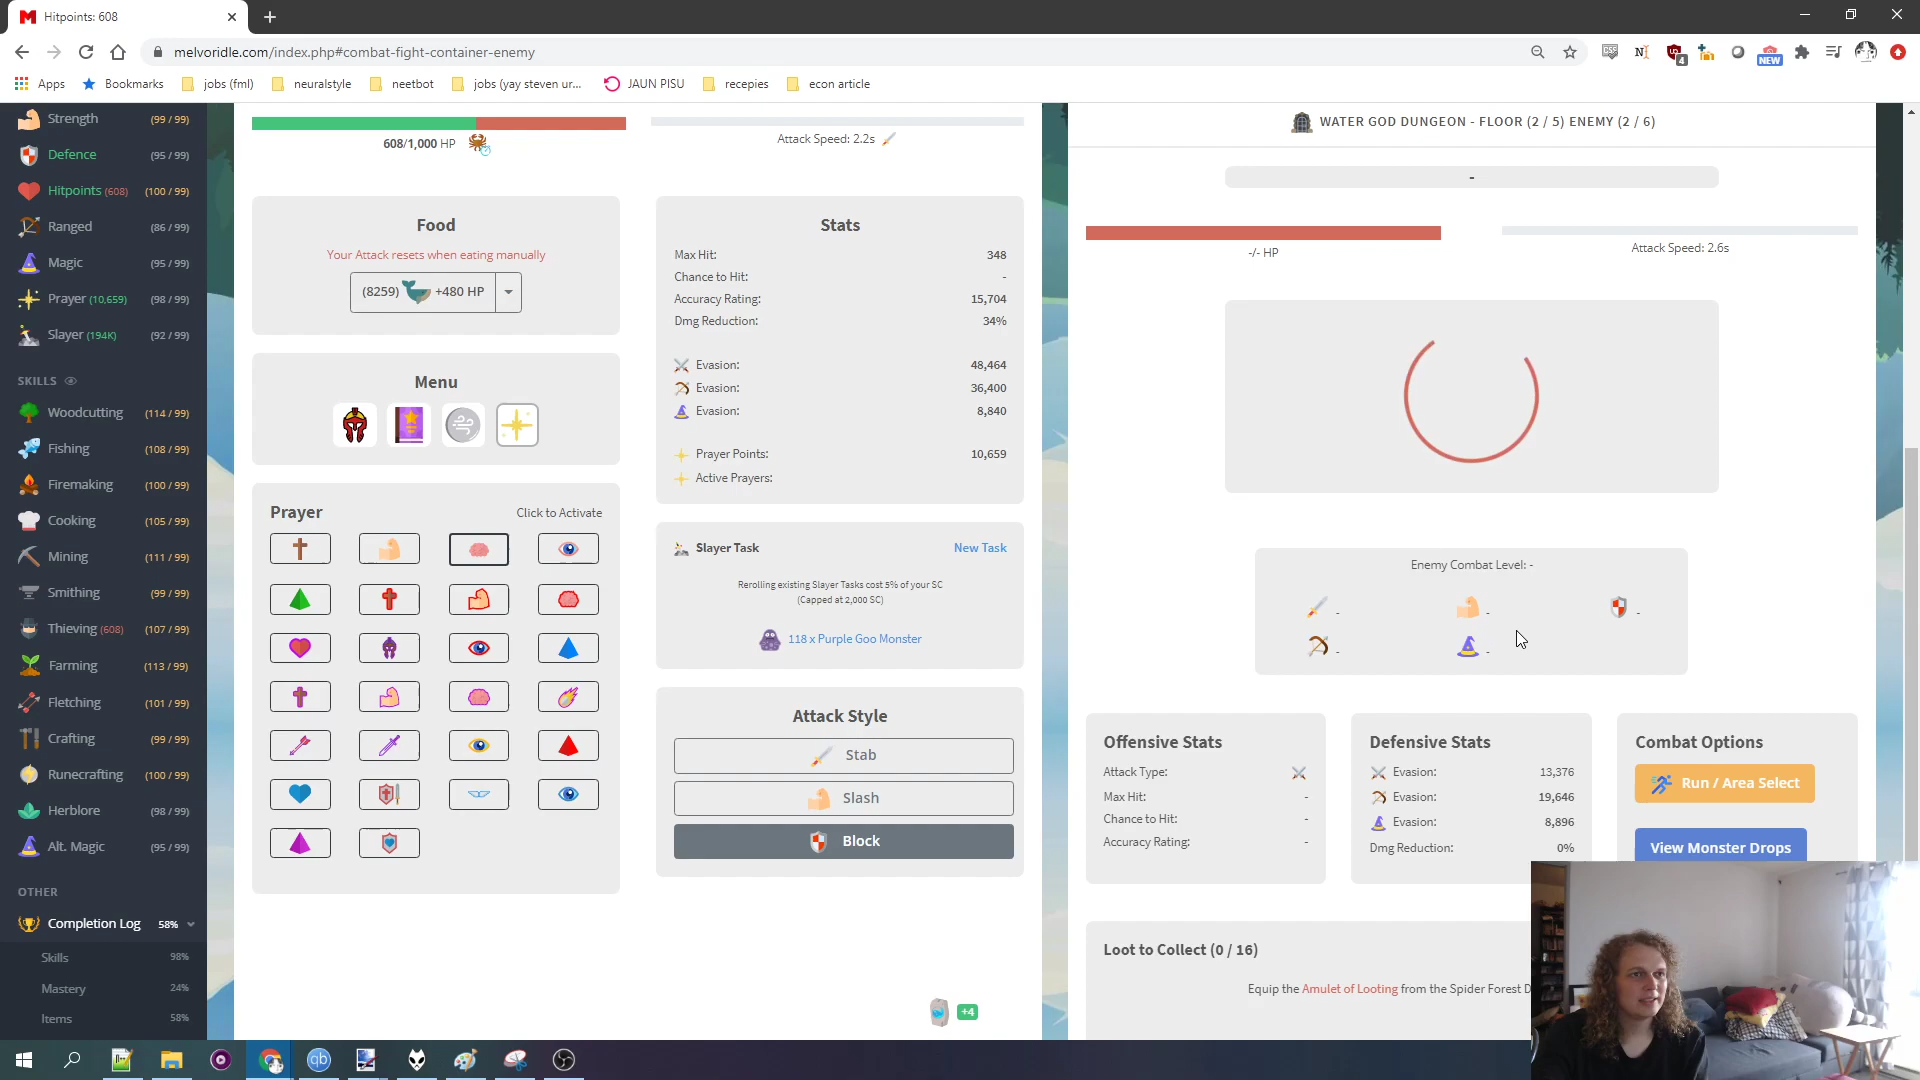 Hitpoints: 608
melvoridle.com/index.php#combat-fight-container-enemy
4
NEW
Apps
Bookmarks
jobs (fml)
neuralstyle
neetbot
jobs (yay steven ur...
JAUN PISU
recepies
econ article
Strength (99 / 99)
Defence (95 / 99)
Hitpoints (608) (100 / 99)
Ranged (86 / 99)
Magic (95 / 99)
Prayer (10,659) (98 / 99)
Slayer (194K) (92 / 99)
SKILLS
Woodcutting (114 / 99)
Fishing (108 / 99)
Firemaking (100 / 99)
Cooking (105 / 99)
Mining (111 / 99)
Smithing (99 / 99)
Thieving (608) (107 / 99)
Farming (113 / 99)
Fletching (101 / 99)
Crafting (99 / 99)
Runecrafting (100 / 99)
Herblore (98 / 99)
Alt. Magic (95 / 99)
OTHER
Completion Log 58%
Skills 98%
Mastery 24%
Items 58%
608/1,000 HP
Attack Speed: 2.2s
Food
Your Attack resets when eating manually
(8259) +480 HP
Menu
Prayer
Click to Activate
Stats
Max Hit: 348
Chance to Hit: -
Accuracy Rating: 15,704
Dmg Reduction: 34%
Evasion: 48,464
Evasion: 36,400
Evasion: 8,840
Prayer Points: 10,659
Active Prayers:
Slayer Task
New Task
Rerolling existing Slayer Tasks cost 5% of your SC
(Capped at 2,000 SC)
118 x Purple Goo Monster
Attack Style
Stab
Slash
Block
+4
WATER GOD DUNGEON - FLOOR (2 / 5) ENEMY (2 / 6)
-
-/- HP
Attack Speed: 2.6s
Enemy Combat Level: -
- - -
- -
Offensive Stats
Attack Type:
Max Hit: -
Chance to Hit: -
Accuracy Rating: -
Defensive Stats
Evasion: 13,376
Evasion: 19,646
Evasion: 8,896
Dmg Reduction: 0%
Combat Options
Run / Area Select
View Monster Drops
Loot to Collect (0 / 16)
Equip the Amulet of Looting from the Spider Forest D
qb